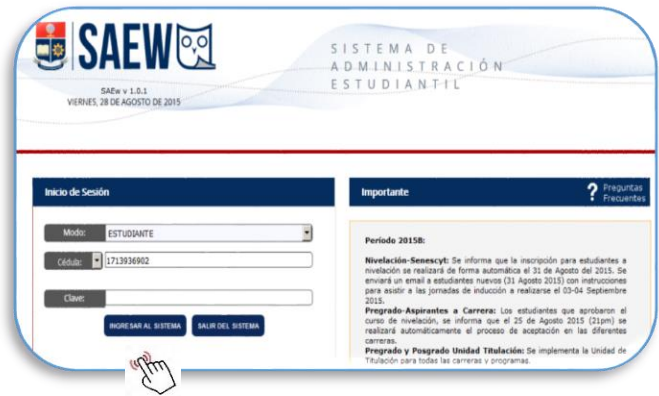 SAEW
SISTEMA DE
ADMINISTRACIÓN
ESTUDIANTIL
SAEw v 1.0.1
VIERNES, 28 DE AGOSTO DE 2015
Inicio de Sesión
Modo: ESTUDIANTE
Cédula: 1713936902
Clave:
INGRESAR AL SISTEMA SALIR DEL SISTEMA
Importante
? Preguntas
Frecuentes
Período 2015B:
Nivelación-Senescyt: Se informa que la inscripción para estudiantes a
nivelación se realizará de forma automática el 31 de Agosto del 2015. Se
enviará un email a estudiantes nuevos (31 Agosto 2015) con instrucciones
para asistir a las jornadas de inducción a realizarse el 03-04 Septiembre
2015.
Pregrado-Aspirantes a Carrera: Los estudiantes que aprobaron el
curso de nivelación, se informa que el 25 de Agosto 2015 (21pm) se
realizará automáticamente el proceso de aceptación en las diferentes
carreras.
Pregrado y Posgrado Unidad Titulación: Se implementa la Unidad de
Titulación para todas las carreras y programas.